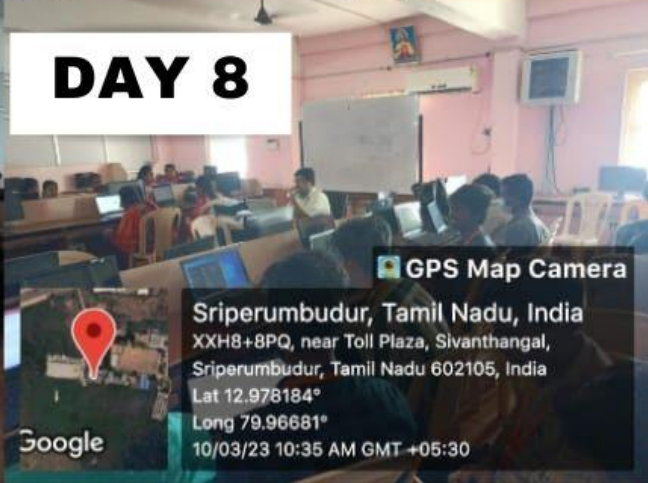 DAY 8
GPS Map Camera
Sriperumbudur, Tamil Nadu, India
XXH8+8PQ, near Toll Plaza, Sivanthangal,
Sriperumbudur, Tamil Nadu 602105, India
Lat 12.978184°
Long 79.96681°
10/03/23 10:35 AM GMT +05:30
Google